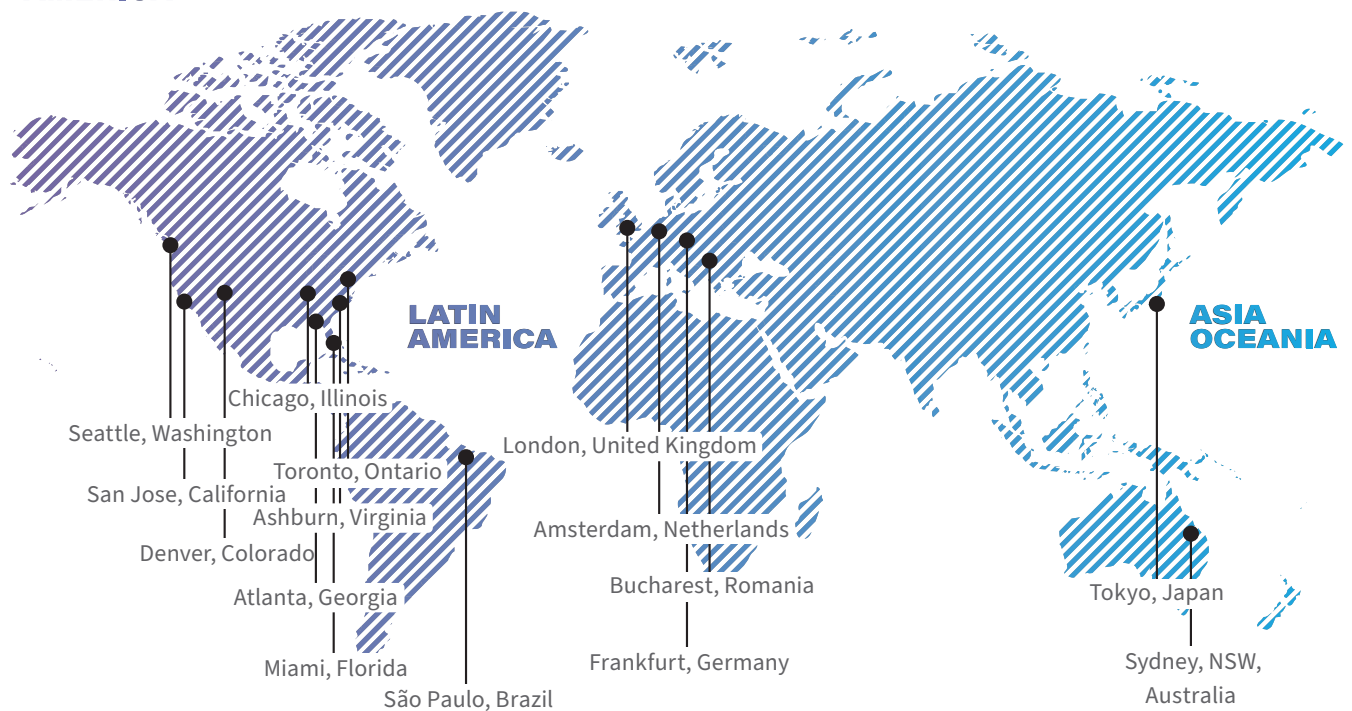 LATIN
AMERICA
ASIA
OCEANIA
Chicago, Illinois
Seattle, Washington
London, United Kingdom
Toronto, Ontario
San Jose, California
Ashburn, Virginia
Amsterdam, Netherlands
Denver, Colorado
Bucharest, Romania
Tokyo, Japan
Atlanta, Georgia
Miami, Florida
Frankfurt, Germany
Sydney, NSW,
Australia
São Paulo, Brazil